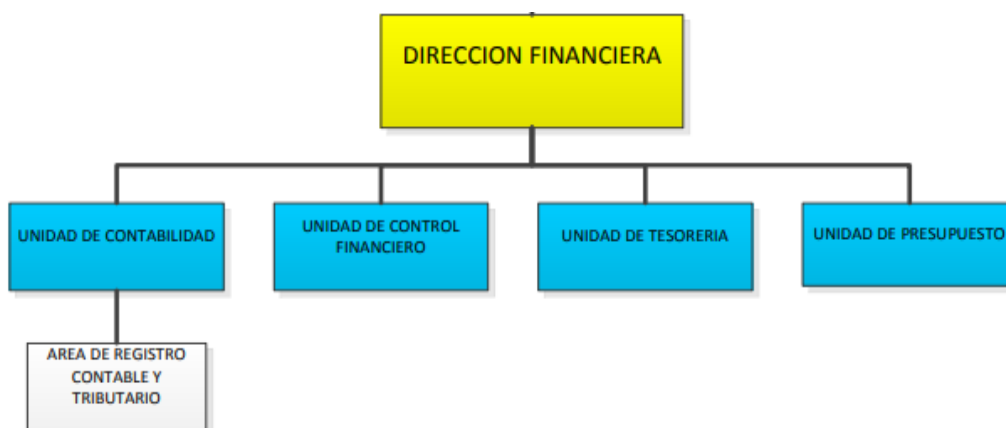 DIRECCION FINANCIERA
UNIDAD DE CONTABILIDAD
UNIDAD DE CONTROL
FINANCIERO
UNIDAD DE TESORERIA
UNIDAD DE PRESUPUESTO
AREA DE REGISTRO
CONTABLE Y
TRIBUTARIO